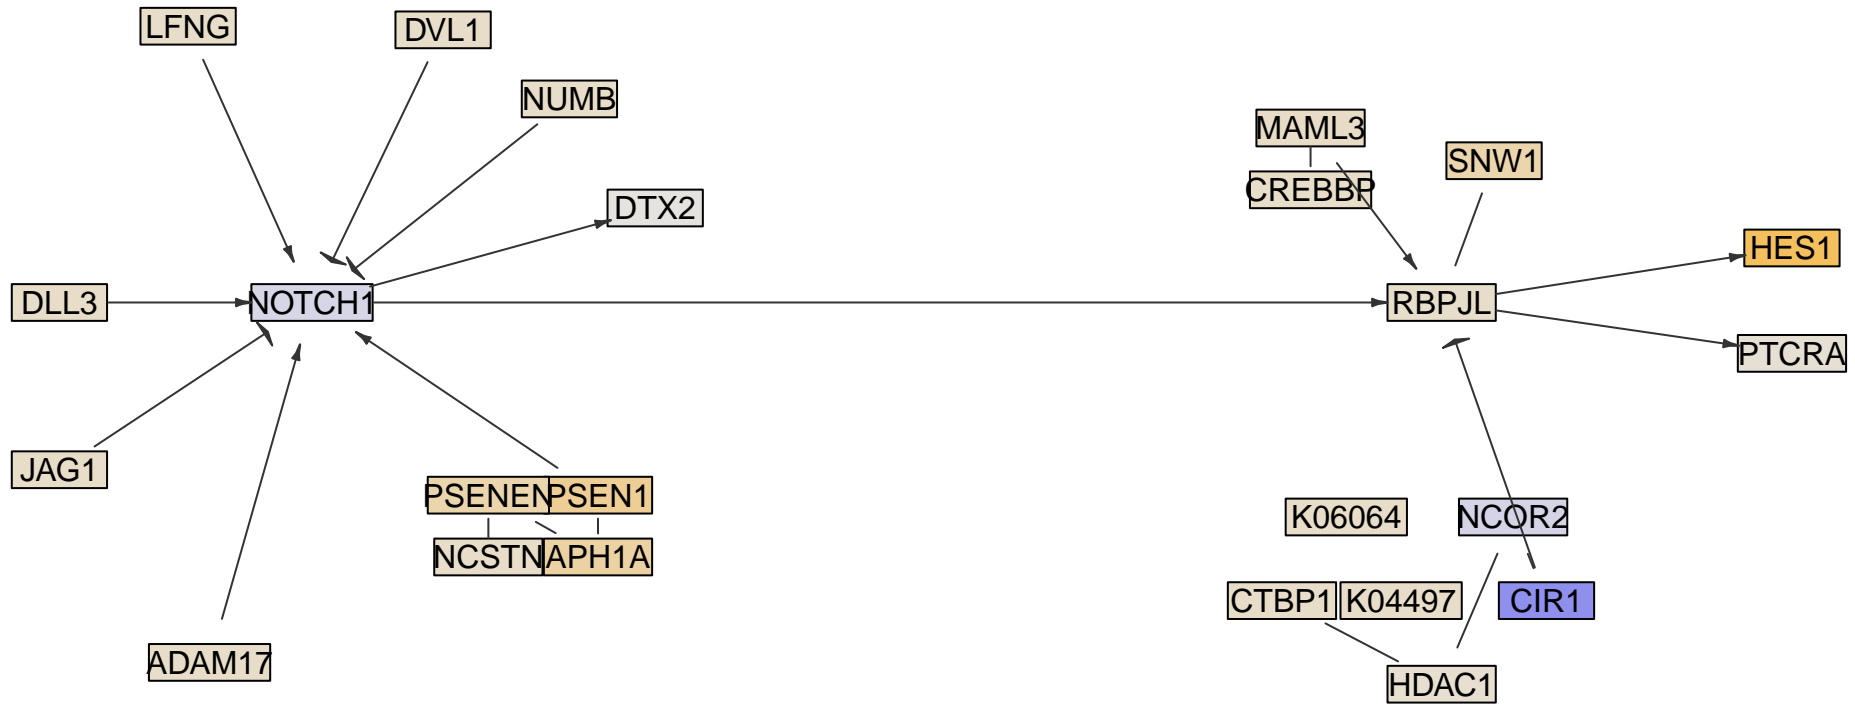 LFNG
DVL1
NUMB
MAML3
SNW1
CREBBP
DTX2
HES1
DLL3
NOTCH1
RBPJL
PTCRA
JAG1
PSENEN
PSEN1
K06064
NCOR2
NCSTN
APH1A
CTBP1
K04497
CIR1
ADAM17
HDAC1